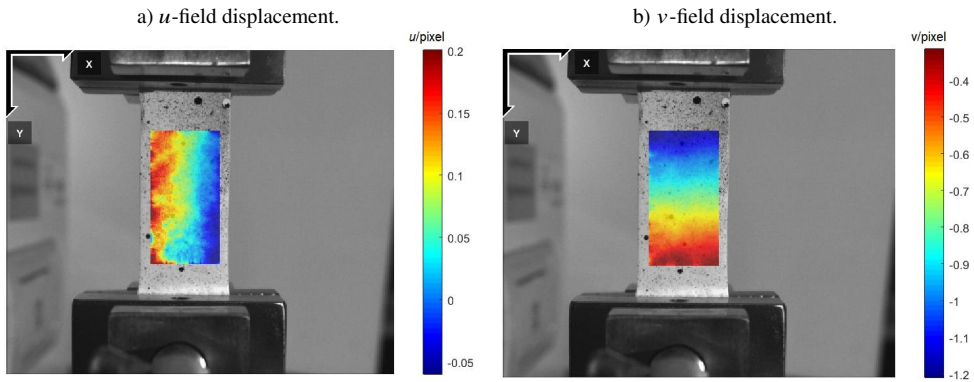 a) u-field displacement.
b) v-field displacement.
u/pixel
v/pixel
X
Y
0.2
0.15
0.1
0.05
0
-0.05
X
Y
-0.4
-0.5
-0.6
-0.7
-0.8
-0.9
-1
-1.1
-1.2